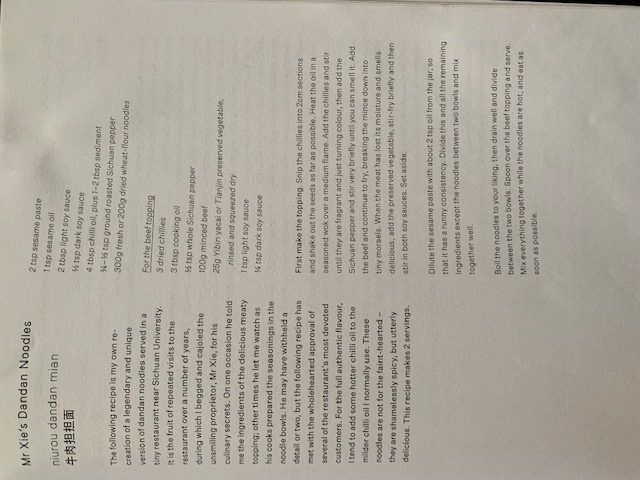 Mr Xie's Dandan Noodles
niurou dandan mian
牛肉担担面
The following recipe is my own re-
creation of a legendary and unique
version of dandan noodles served in a
tiny restaurant near Sichuan University.
It is the fruit of repeated visits to the
restaurant over a number of years,
during which I begged and cajoled the
unsmiling proprietor, Mr Xie, for his
culinary secrets. On one occasion he told
me the ingredients of the delicious meaty
topping; other times he let me watch as
his cooks prepared the seasonings in the
noodle bowls. He may have withheld a
detail or two, but the following recipe has
met with the wholehearted approval of
several of the restaurant's most devoted
customers. For the full authentic flavour,
I tend to add some hotter chilli oil to the
milder chilli oil I normally use. These
noodles are not for the faint-hearted –
they are shamelessly spicy, but utterly
delicious. This recipe makes 2 servings.
2 tsp sesame paste
1 tsp sesame oil
2 tbsp light soy sauce
½ tsp dark soy sauce
4 tbsp chilli oil, plus 1–2 tbsp sediment
¼–½ tsp ground roasted Sichuan pepper
300g fresh or 200g dried wheat-flour noodles
For the beef topping
3 dried chillies
3 tbsp cooking oil
½ tsp whole Sichuan pepper
100g minced beef
25g Yibin yacai or Tianjin preserved vegetable,
rinsed and squeezed dry
1 tsp light soy sauce
¼ tsp dark soy sauce
First make the topping. Snip the chillies into 2cm sections
and shake out the seeds as far as possible. Heat the oil in a
seasoned wok over a medium flame. Add the chillies and stir
until they are fragrant and just turning colour, then add the
Sichuan pepper and stir very briefly until you can smell it. Add
the beef and continue to fry, breaking the mince down into
tiny morsels. When the meat has lost its moisture and smells
delicious, add the preserved vegetable, stir-fry briefly and then
stir in both soy sauces. Set aside.
Dilute the sesame paste with about 2 tsp oil from the jar, so
that it has a runny consistency. Divide this and all the remaining
ingredients except the noodles between two bowls and mix
together well.
Boil the noodles to your liking, then drain well and divide
between the two bowls. Spoon over the beef topping and serve.
Mix everything together while the noodles are hot, and eat as
soon as possible.